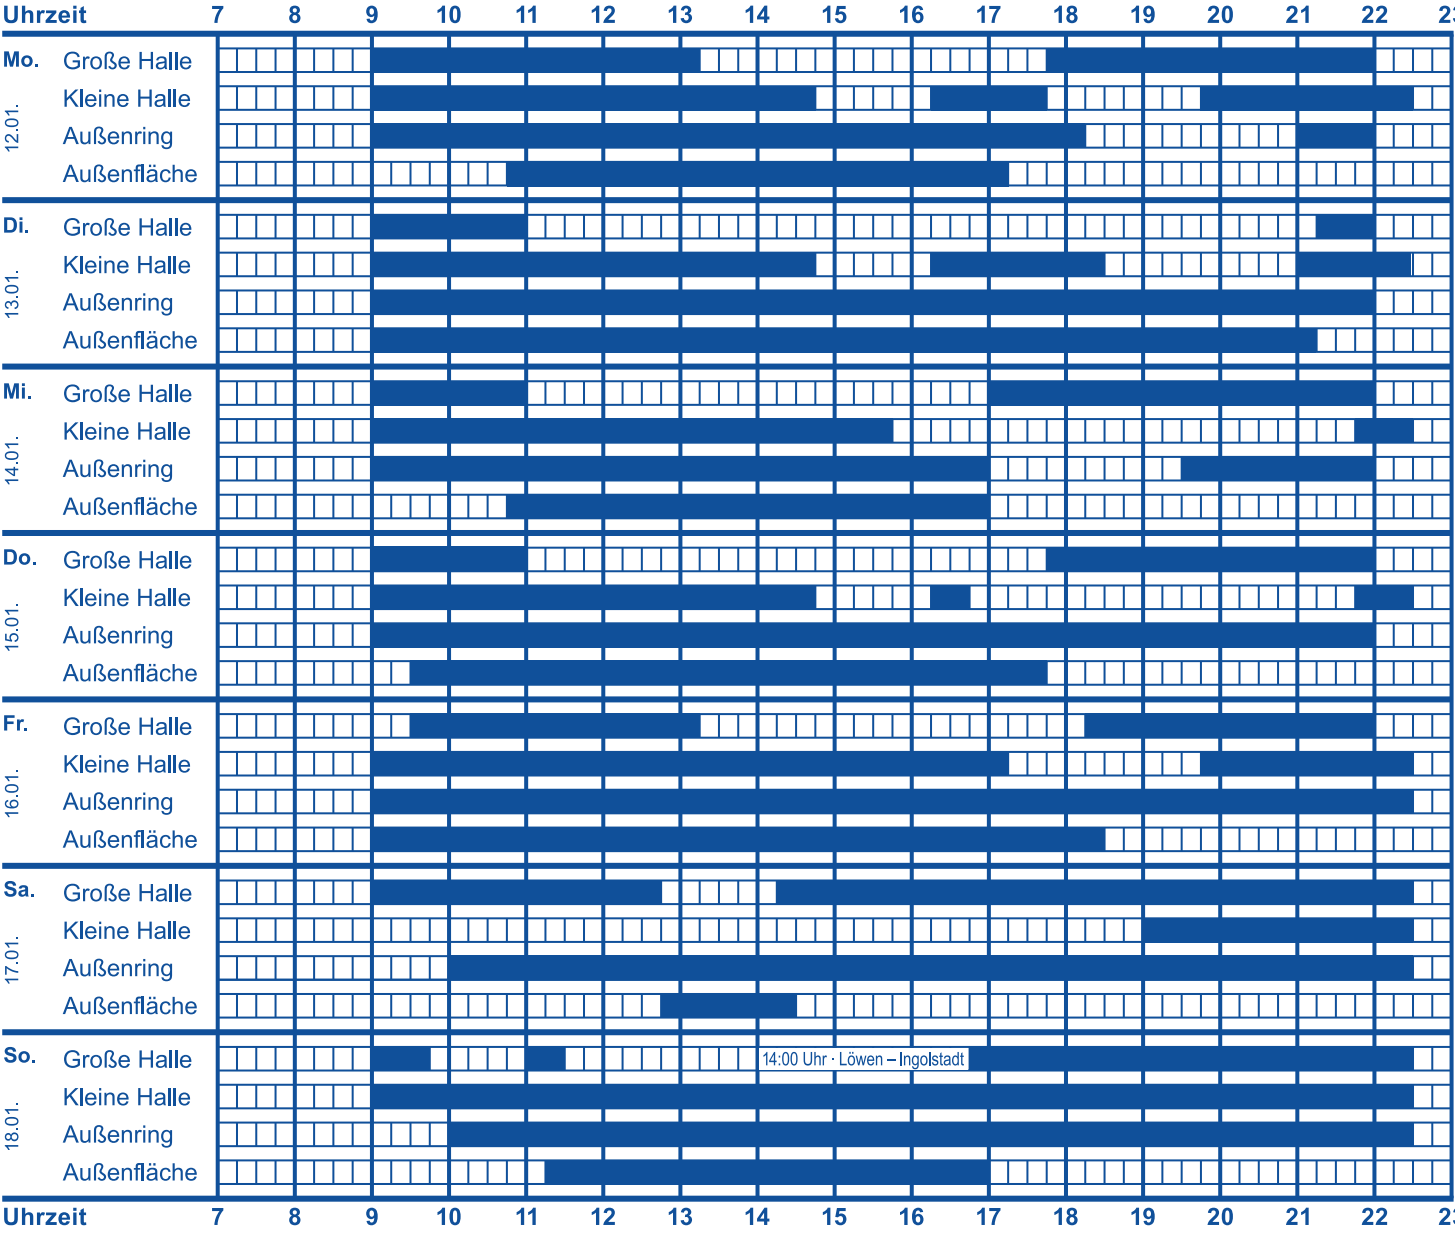 Uhrzeit 7 8 9 10 11 12 13 14 15 16 17 18 19 20 21 22
Mo. Große Halle
12.01.
Kleine Halle
Außenring
Außenfläche
Di. Große Halle
13.01.
Kleine Halle
Außenring
Außenfläche
Mi. Große Halle
14.01.
Kleine Halle
Außenring
Außenfläche
Do. Große Halle
15.01.
Kleine Halle
Außenring
Außenfläche
Fr. Große Halle
16.01.
Kleine Halle
Außenring
Außenfläche
Sa. Große Halle
17.01.
Kleine Halle
Außenring
Außenfläche
So. Große Halle 14:00 Uhr · Löwen – Ingolstadt
18.01.
Kleine Halle
Außenring
Außenfläche
Uhrzeit 7 8 9 10 11 12 13 14 15 16 17 18 19 20 21 22